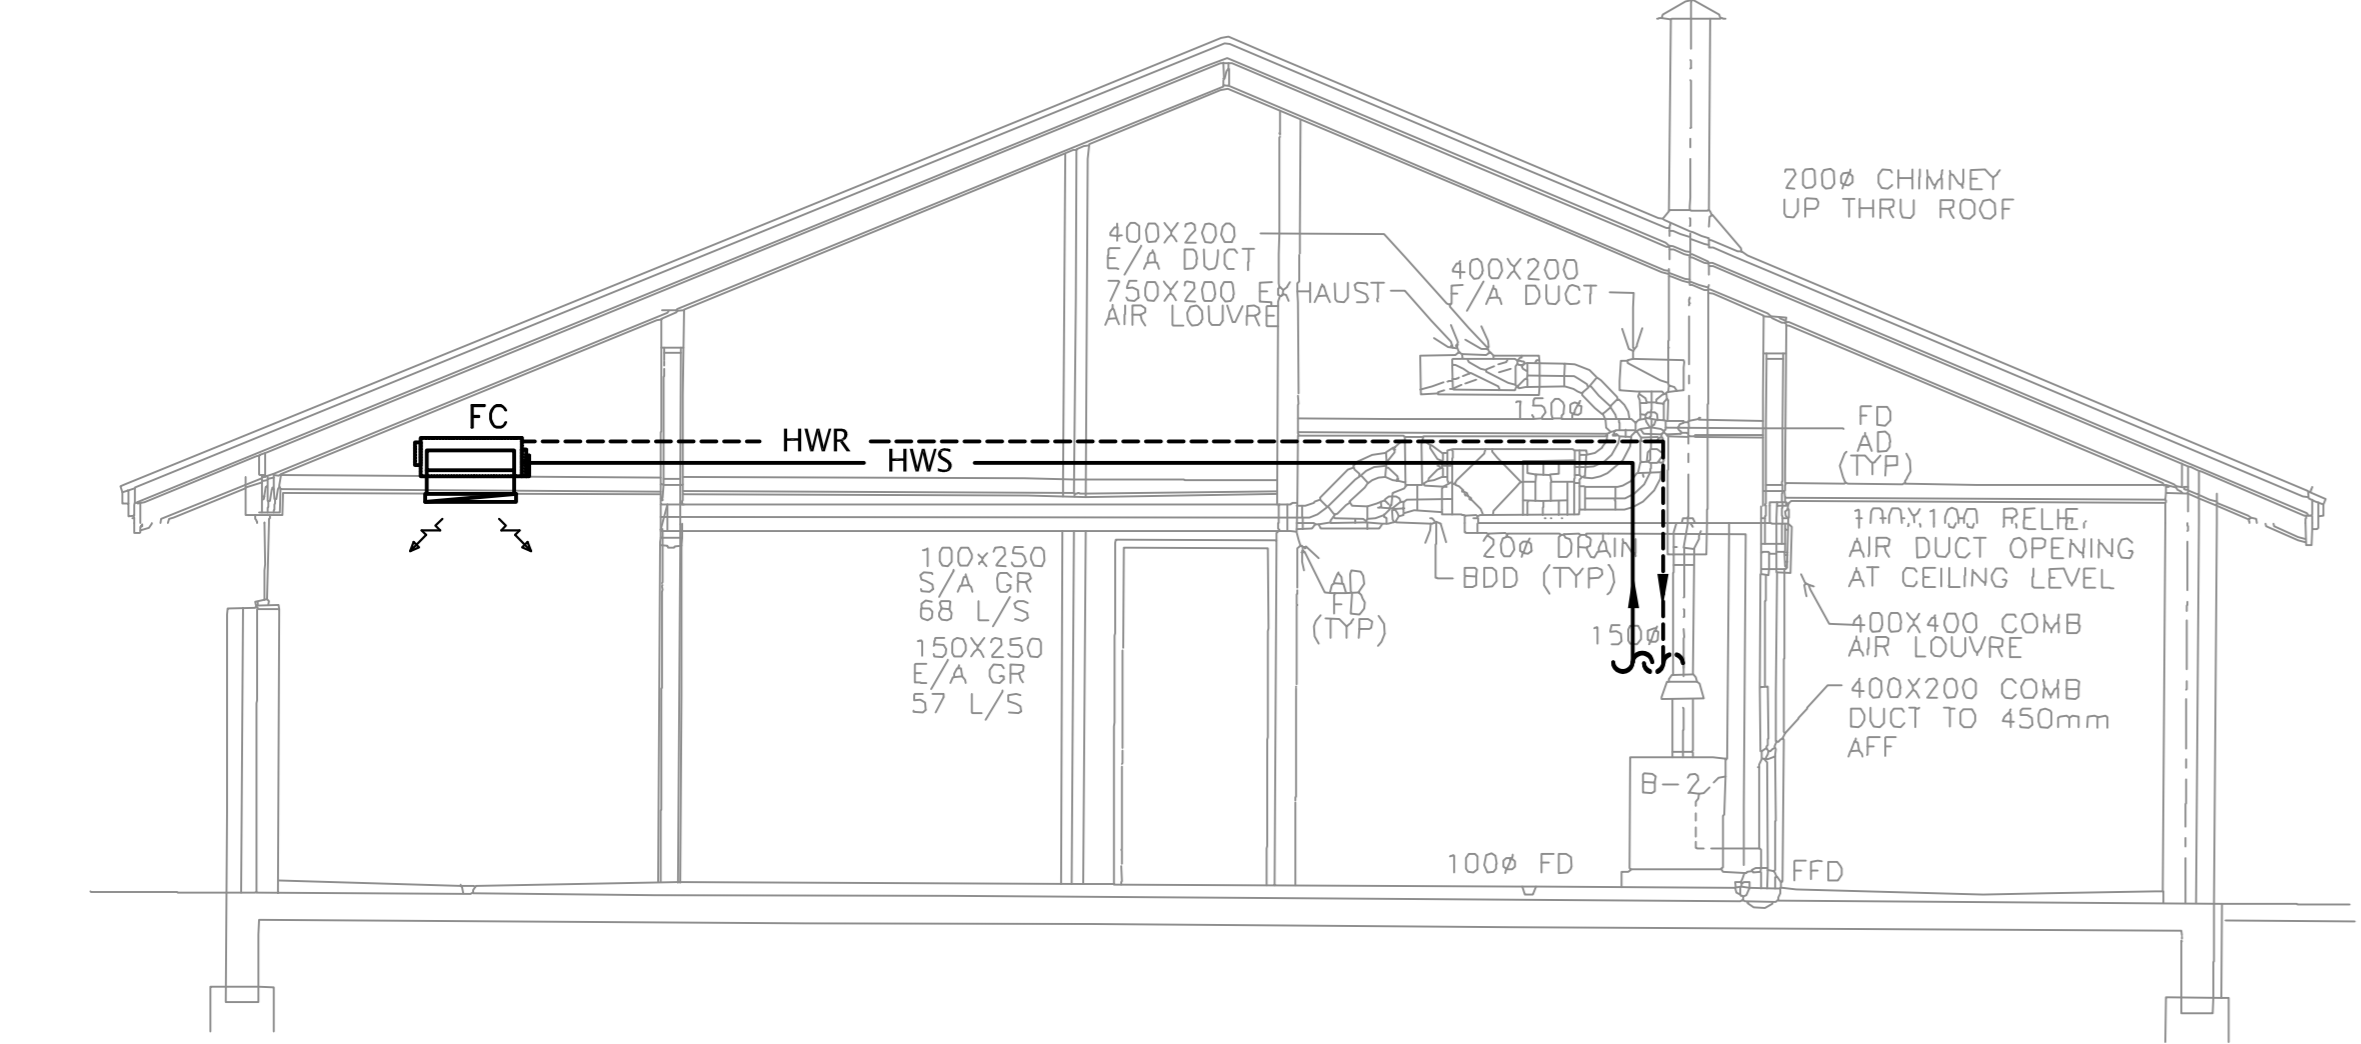 200ø CHIMNEY
UP THRU ROOF
400X200
E/A DUCT
750X200 EXHAUST
AIR LOUVRE
400X200
F/A DUCT
150ø
FC
HWR
HWS
FD
AD
(TYP)
100X100 RELIEF
AIR DUCT OPENING
AT CEILING LEVEL
20ø DRAIN
BDD (TYP)
AD
FD
(TYP)
100x250
S/A GR
68 L/S
150X250
E/A GR
57 L/S
150ø
400X400 COMB
AIR LOUVRE
400X200 COMB
DUCT TO 450mm
AFF
B-2
100ø FD
FFD